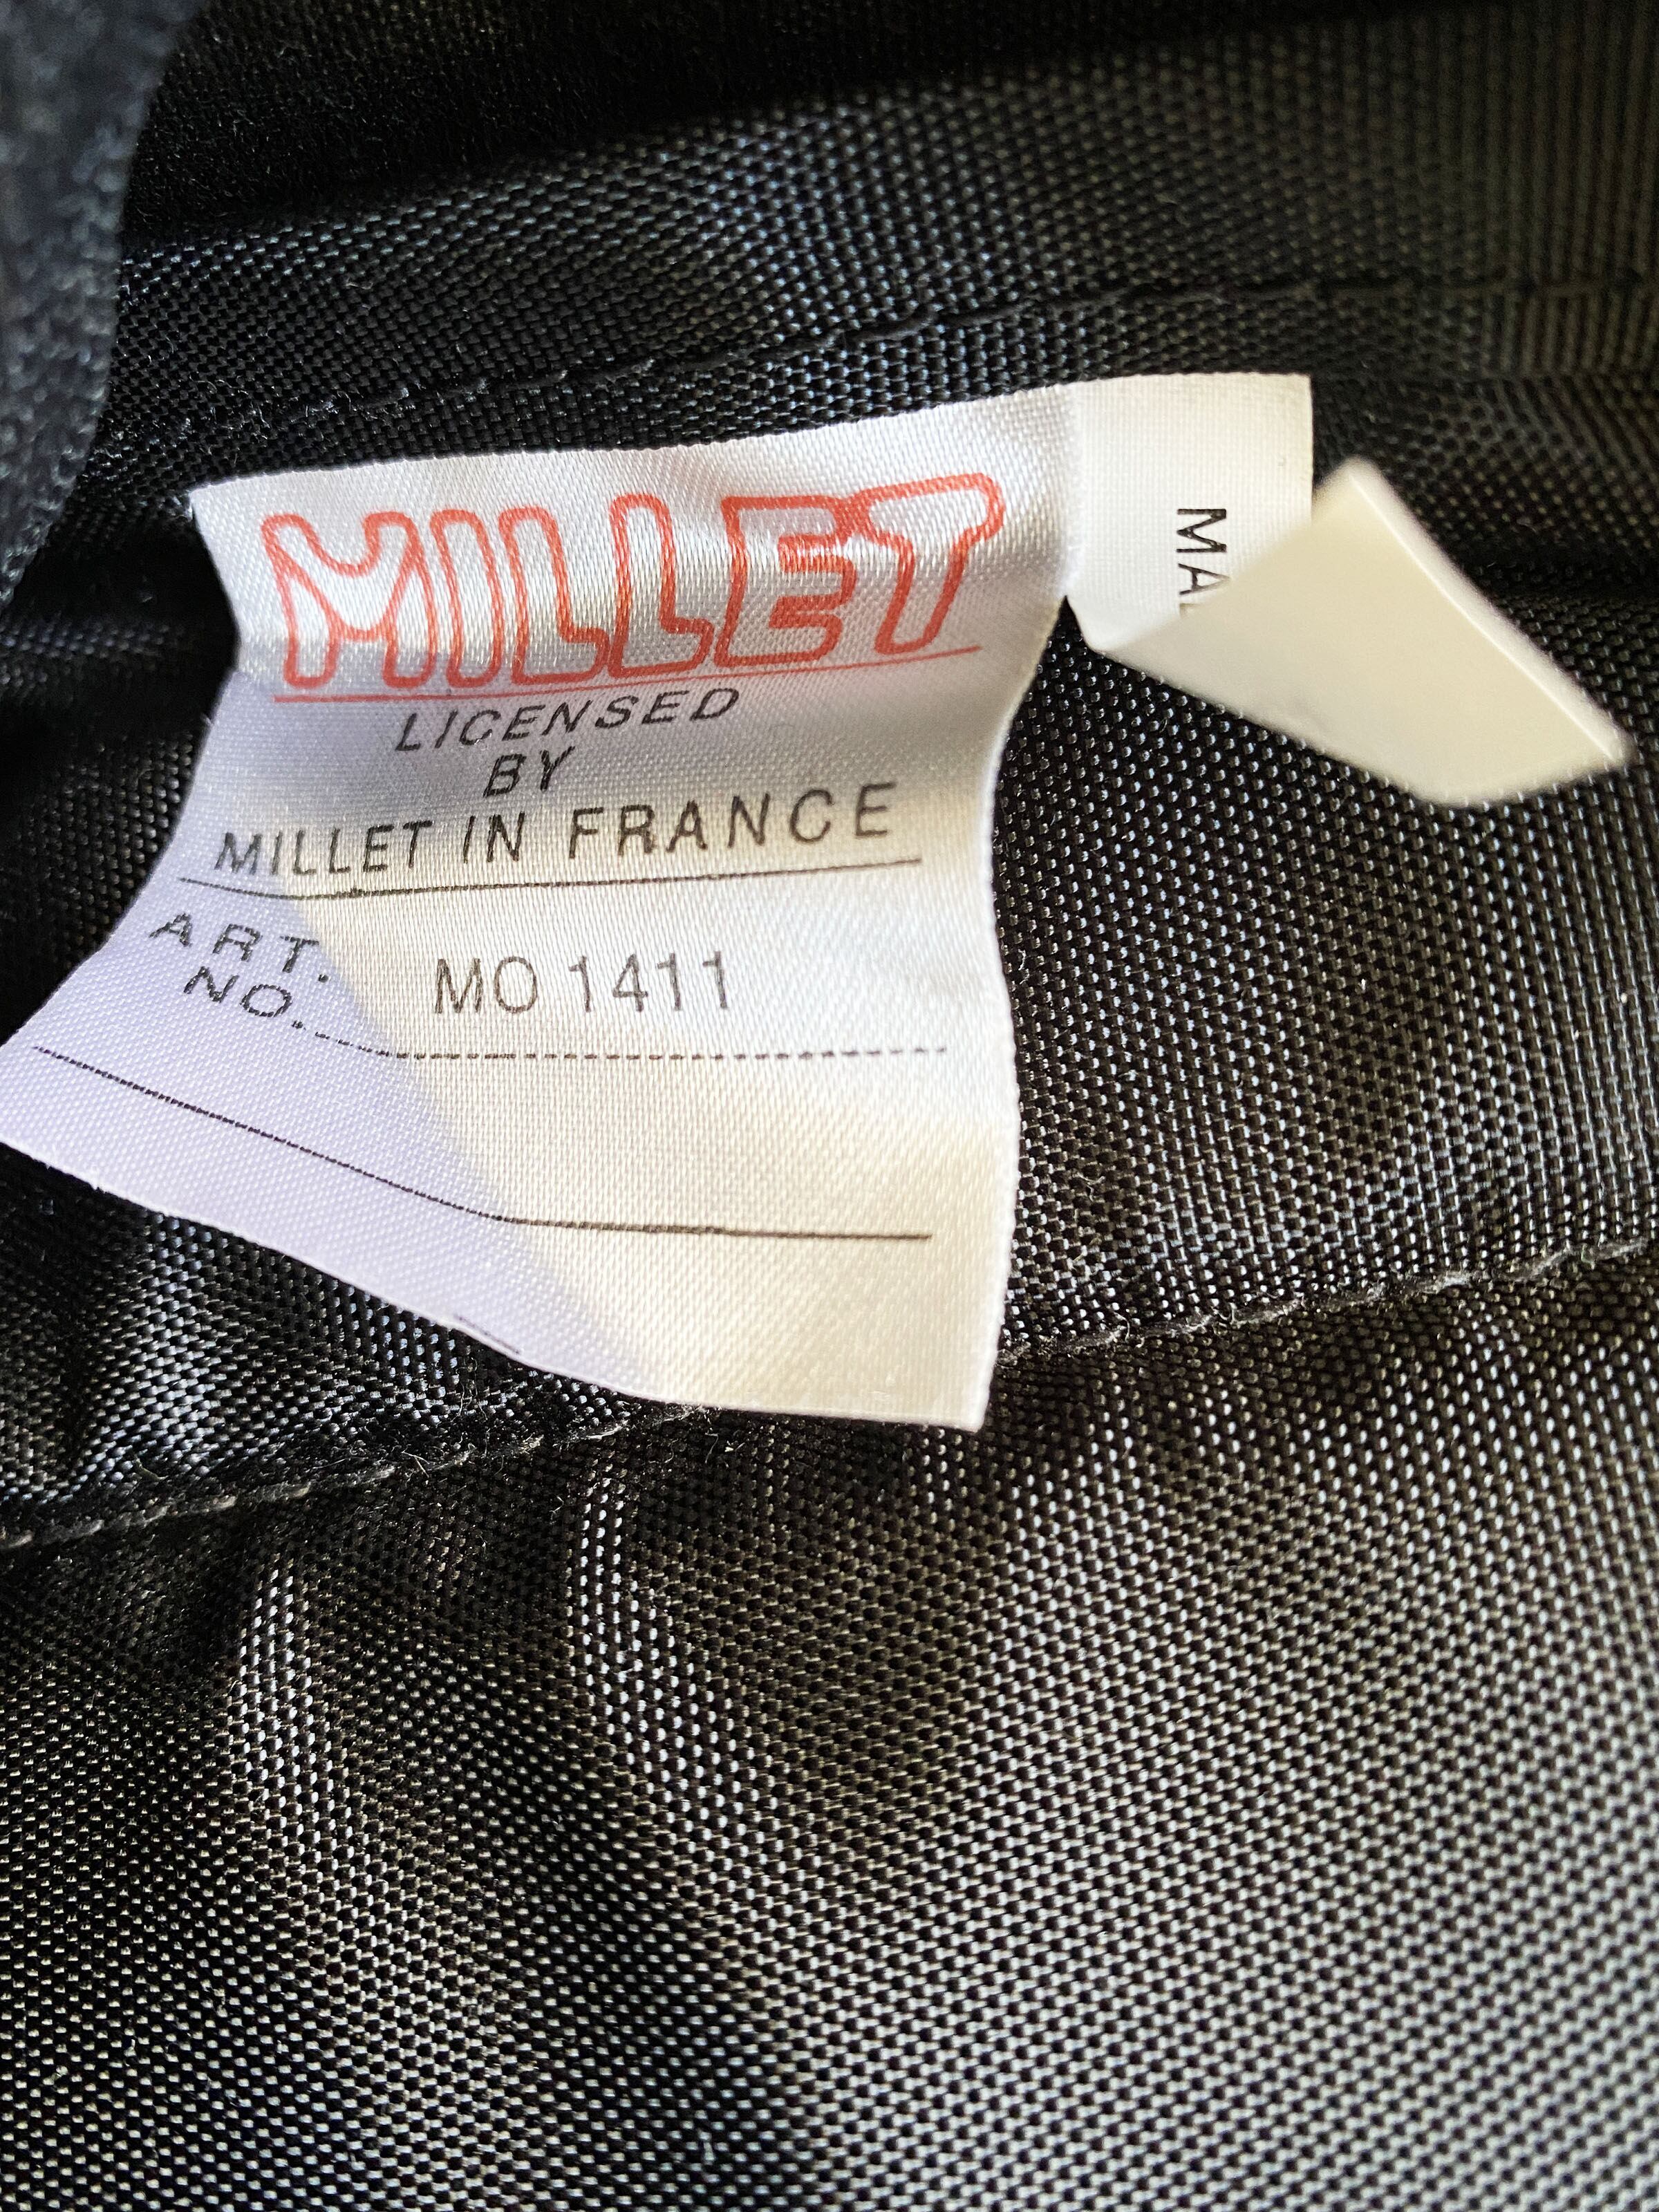 MILLET
LICENSED
BY
MILLET IN FRANCE
ART.
NO. MO 1411